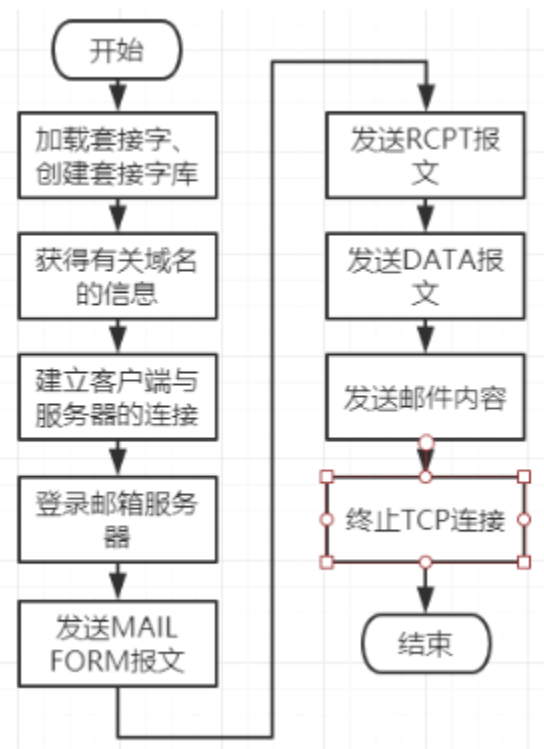 开始
加载套接字、
创建套接字库
获得有关域名
的信息
建立客户端与
服务器的连接
登录邮箱服务
器
发送MAIL
FORM报文
发送RCPT报
文
发送DATA报
文
发送邮件内容
终止TCP连接
结束